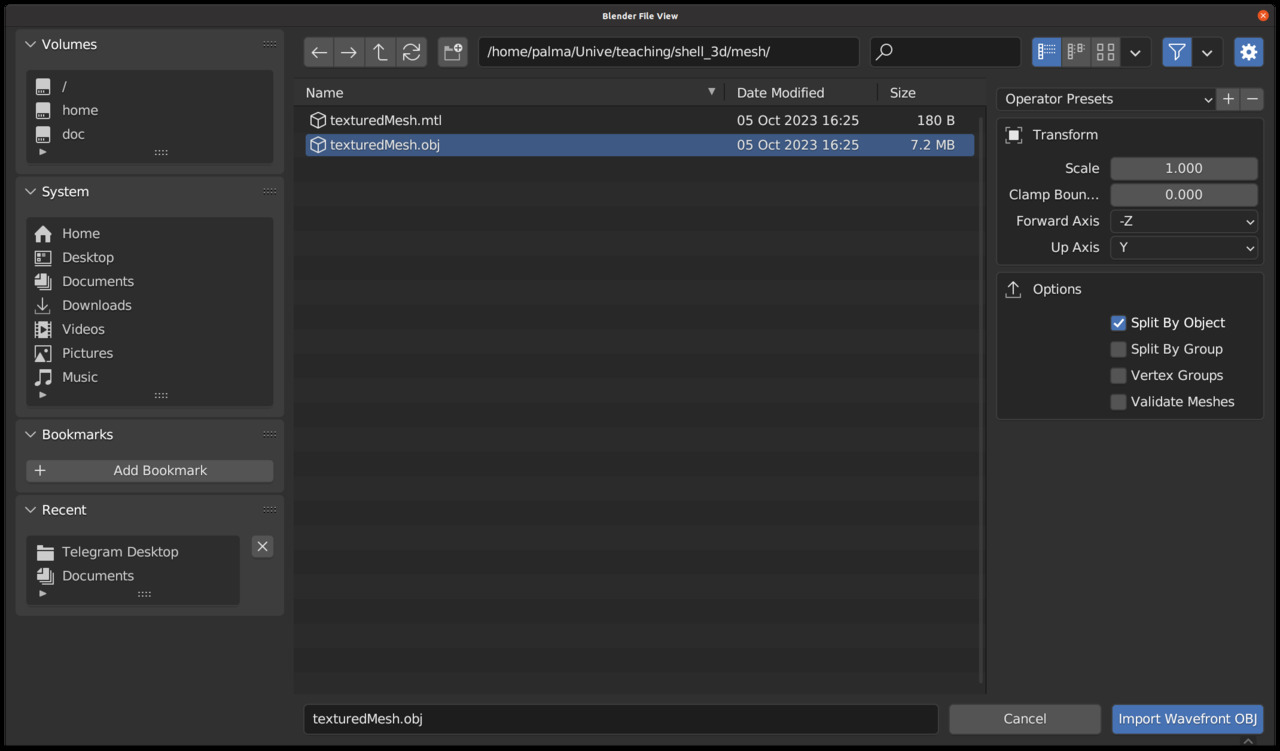 Blender File View
Volumes
/
home
doc
System
Home
Desktop
Documents
Downloads
Videos
Pictures
Music
Bookmarks
Add Bookmark
Recent
Telegram Desktop
Documents
/home/palma/Unive/teaching/shell_3d/mesh/
Name Date Modified Size
texturedMesh.mtl 05 Oct 2023 16:25 180 B
texturedMesh.obj 05 Oct 2023 16:25 7.2 MB
texturedMesh.obj
Cancel
Import Wavefront OBJ
Operator Presets
Transform
Scale 1.000
Clamp Boun... 0.000
Forward Axis -Z
Up Axis Y
Options
Split By Object
Split By Group
Vertex Groups
Validate Meshes